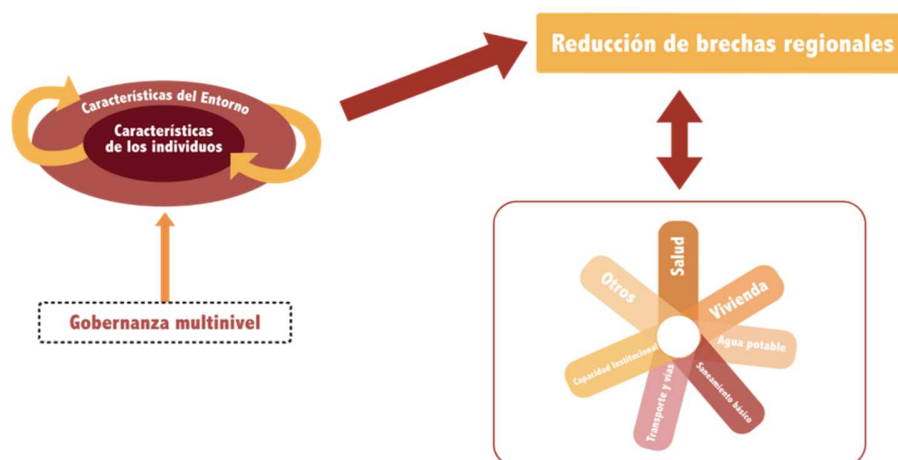 Reducción de brechas regionales
Características del Entorno
Características
de los individuos
Gobernanza multinivel
Salud
Vivienda
Agua potable
Saneamiento básico
Transporte y vías
Capacidad Institucional
Otros